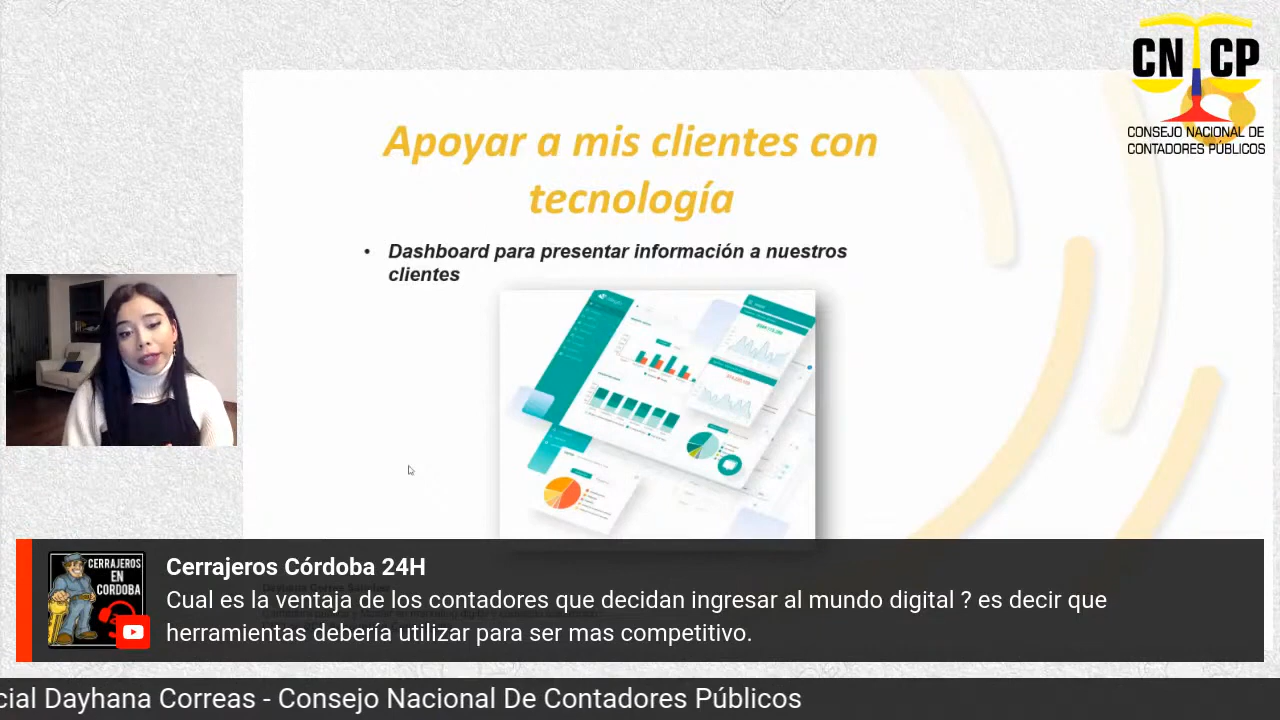 CN CP
CONSEJO NACIONAL DE
CONTADORES PÚBLICOS
Apoyar a mis clientes con
tecnología
• Dashboard para presentar información a nuestros
clientes
CERRAJEROS
EN
CORDOBA
Cerrajeros Córdoba 24H
Cual es la ventaja de los contadores que decidan ingresar al mundo digital ? es decir que
herramientas debería utilizar para ser mas competitivo.
cial Dayhana Correas - Consejo Nacional De Contadores Públicos